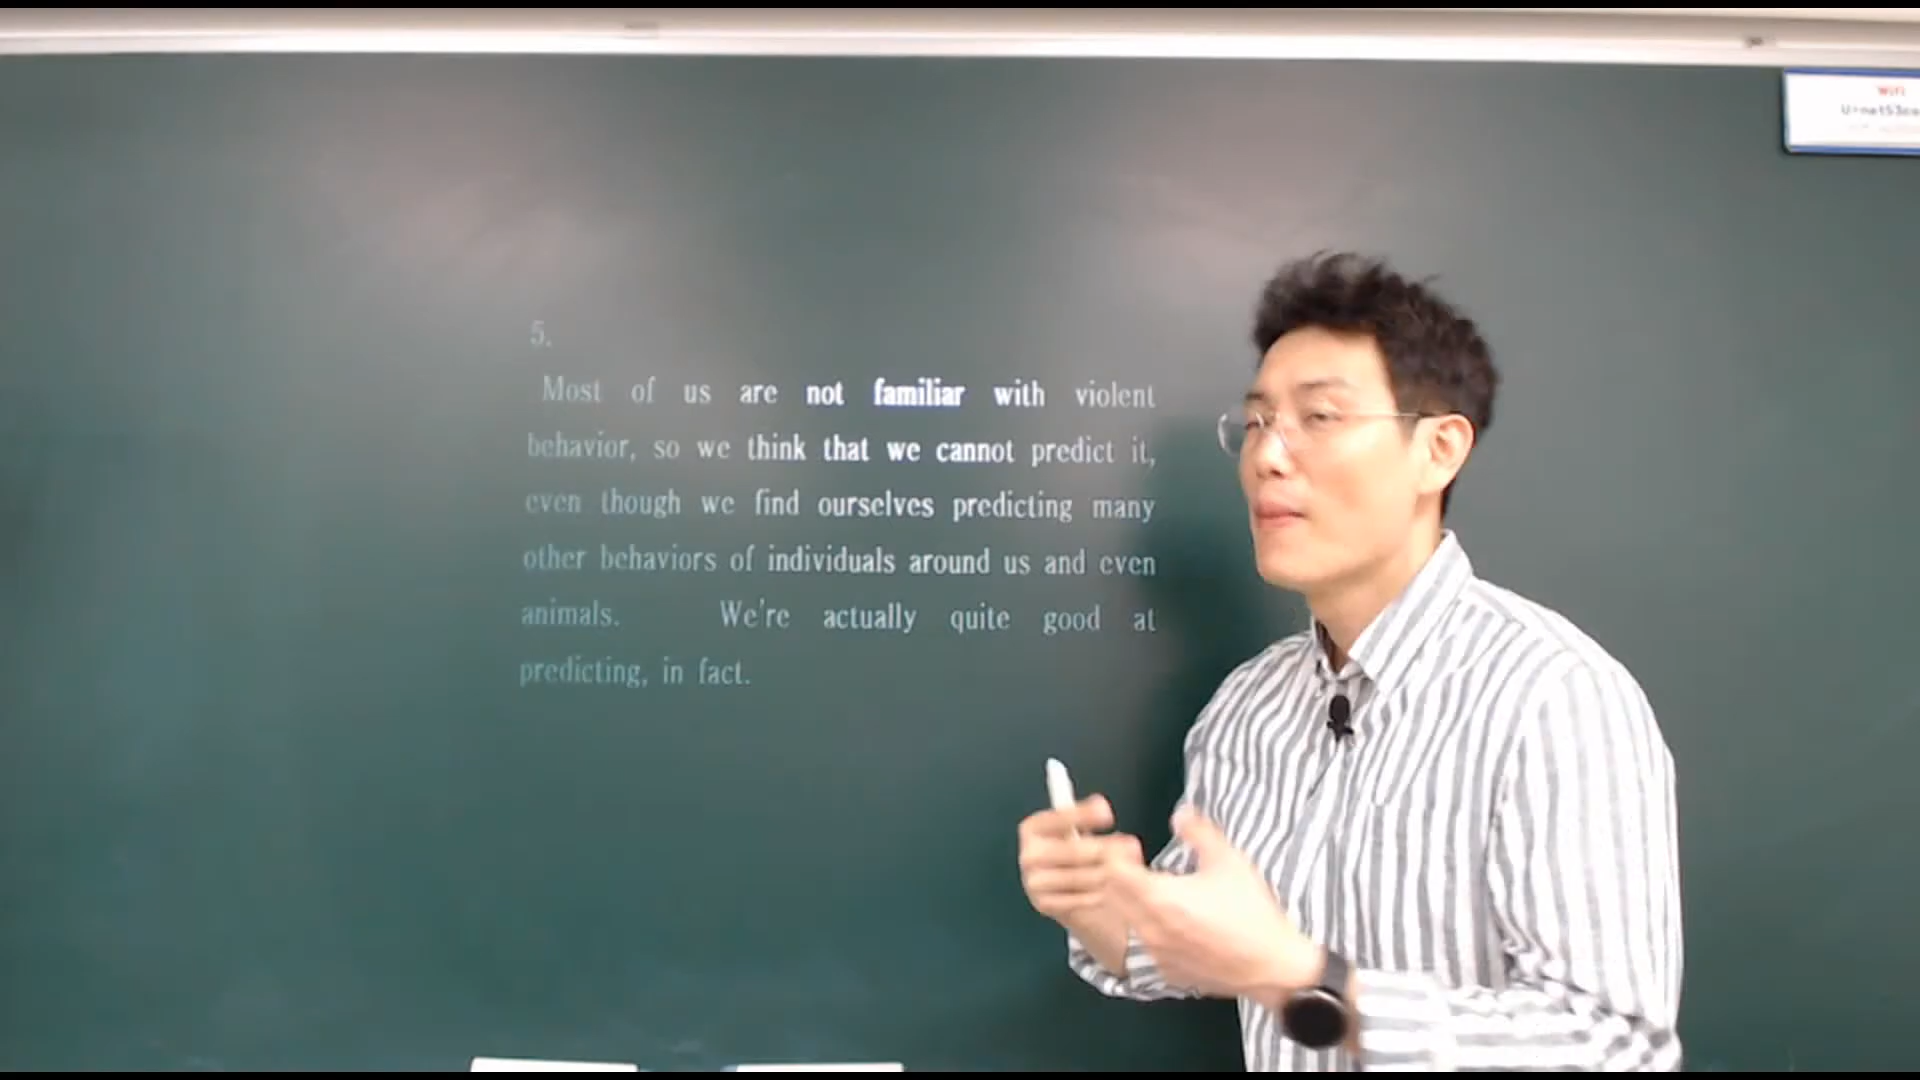 5.
Most of us are not familiar with violent
behavior, so we think that we cannot predict it,
even though we find ourselves predicting many
other behaviors of individuals around us and even
animals. We're actually quite good at
predicting, in fact.
WiFi